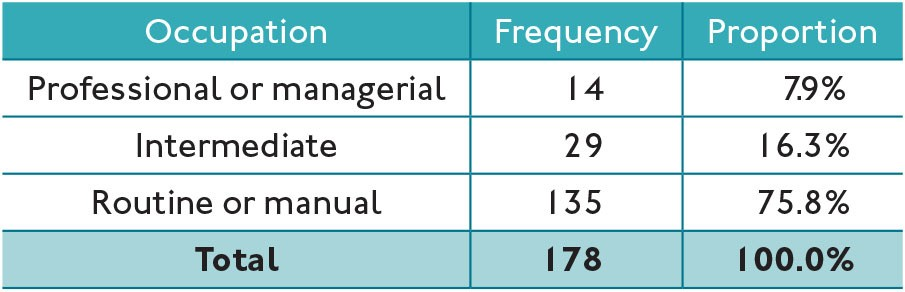 Occupation Frequency Proportion
Professional or managerial 14 7.9%
Intermediate 29 16.3%
Routine or manual 135 75.8%
Total 178 100.0%